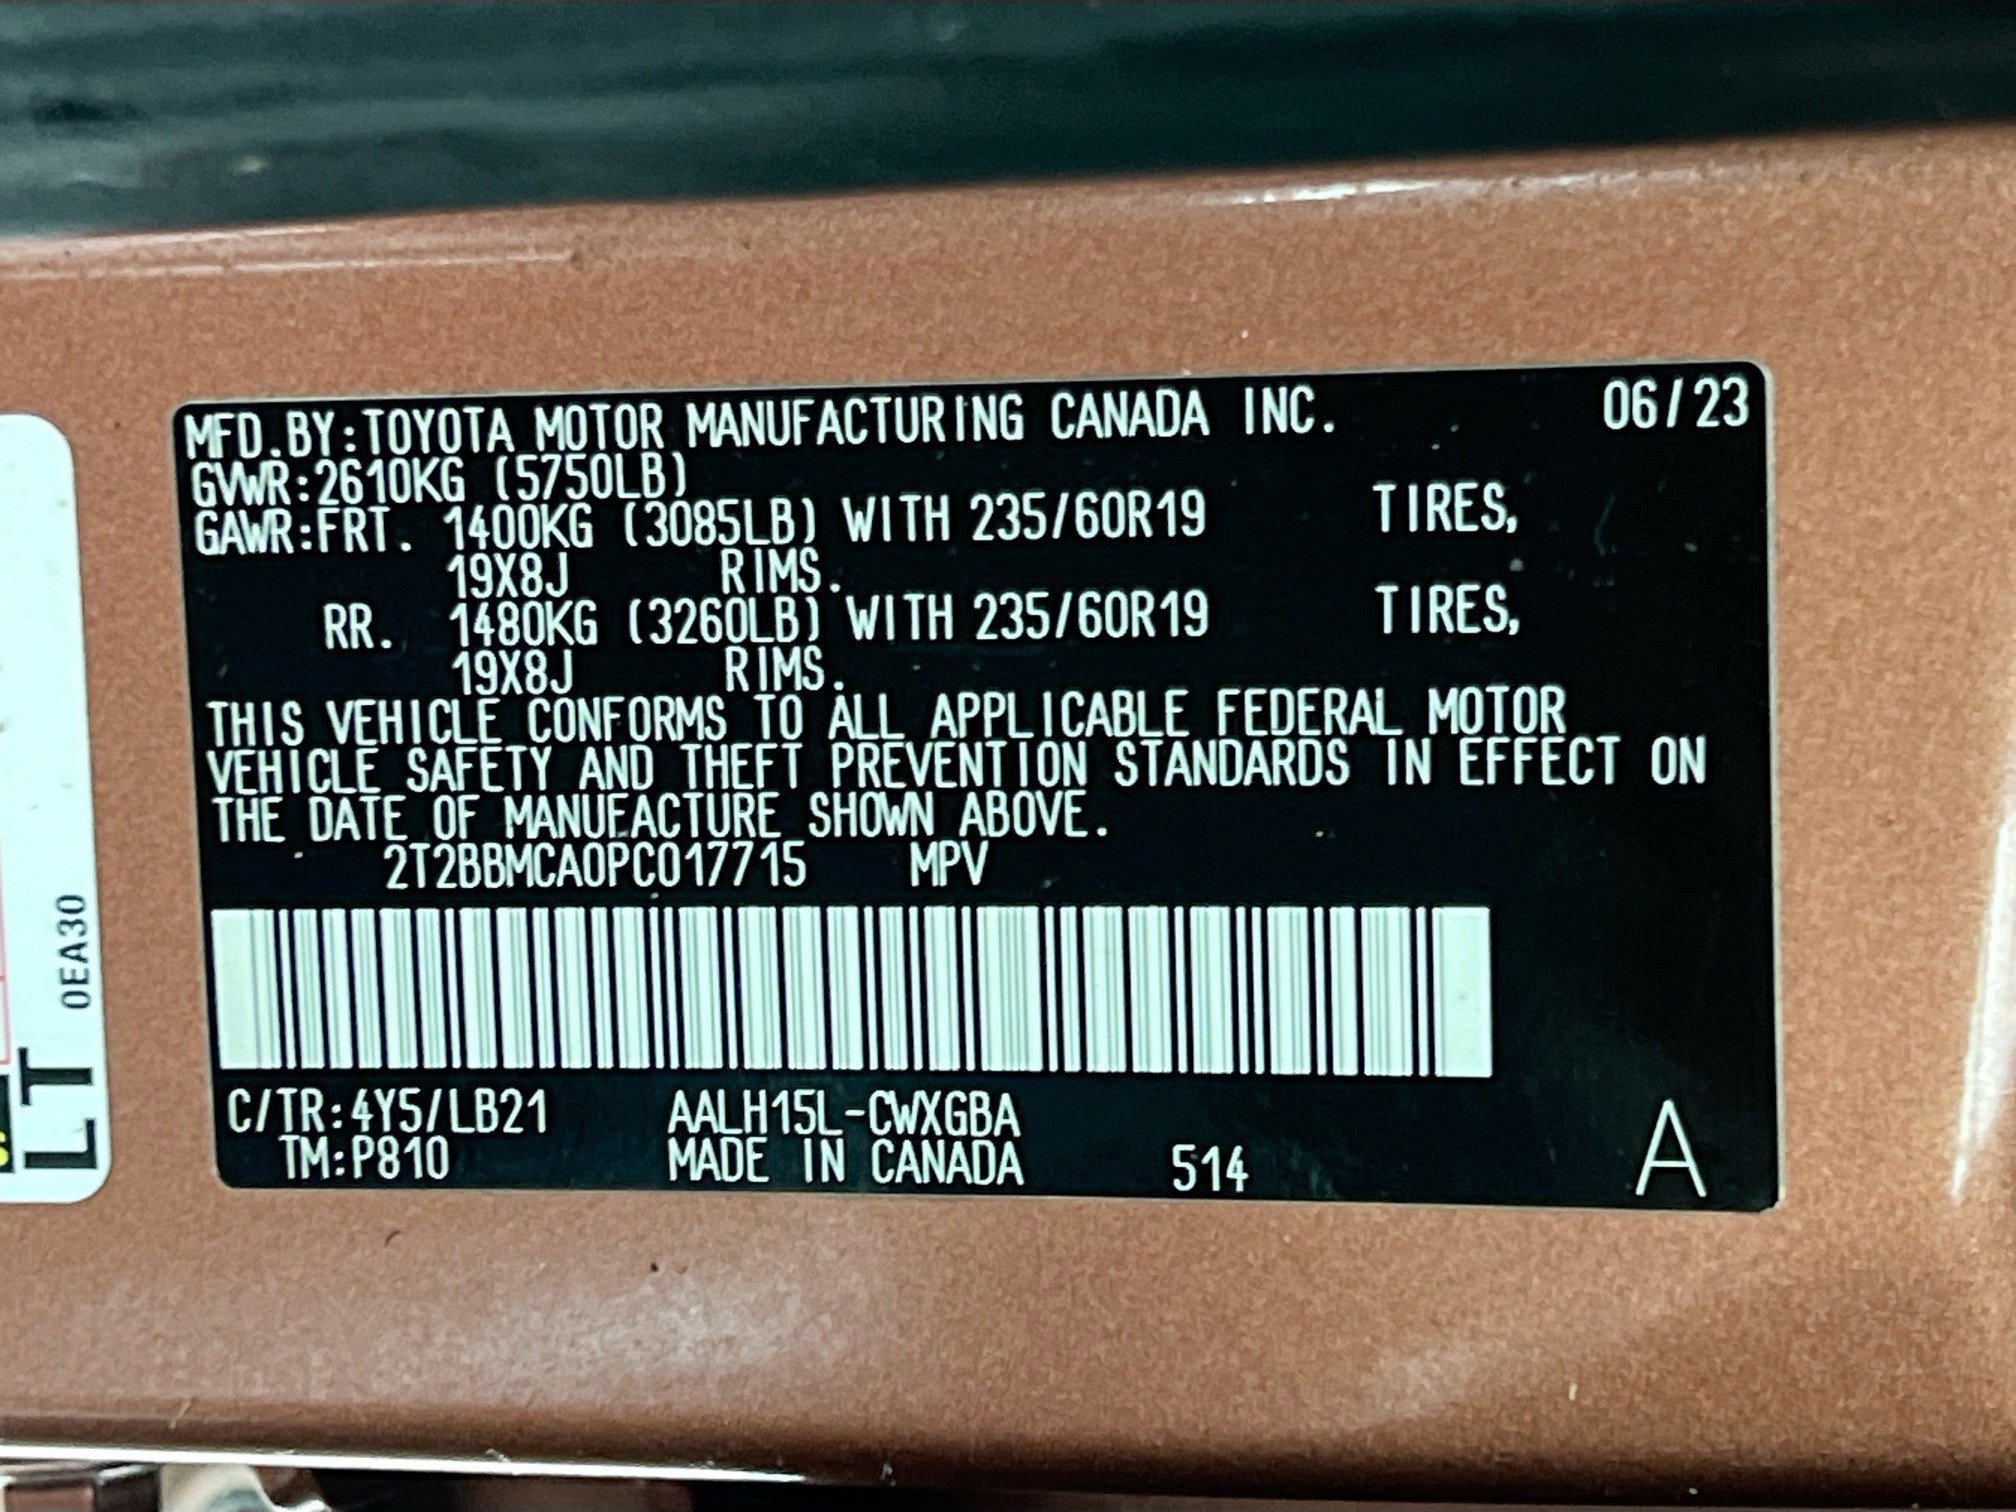 MFD.BY:TOYOTA MOTOR MANUFACTURING CANADA INC. 06/23
GVWR:2610KG (5750LB)
GAWR:FRT. 1400KG (3085LB) WITH 235/60R19 TIRES,
19X8J RIMS.
RR. 1480KG (3260LB) WITH 235/60R19 TIRES,
19X8J RIMS.
THIS VEHICLE CONFORMS TO ALL APPLICABLE FEDERAL MOTOR
VEHICLE SAFETY AND THEFT PREVENTION STANDARDS IN EFFECT ON
THE DATE OF MANUFACTURE SHOWN ABOVE.
2T2BBMCA0PC017715 MPV
C/TR:4Y5/LB21 AALH15L-CWXGBA
TM:P810 MADE IN CANADA 514 A
0EA30
LT